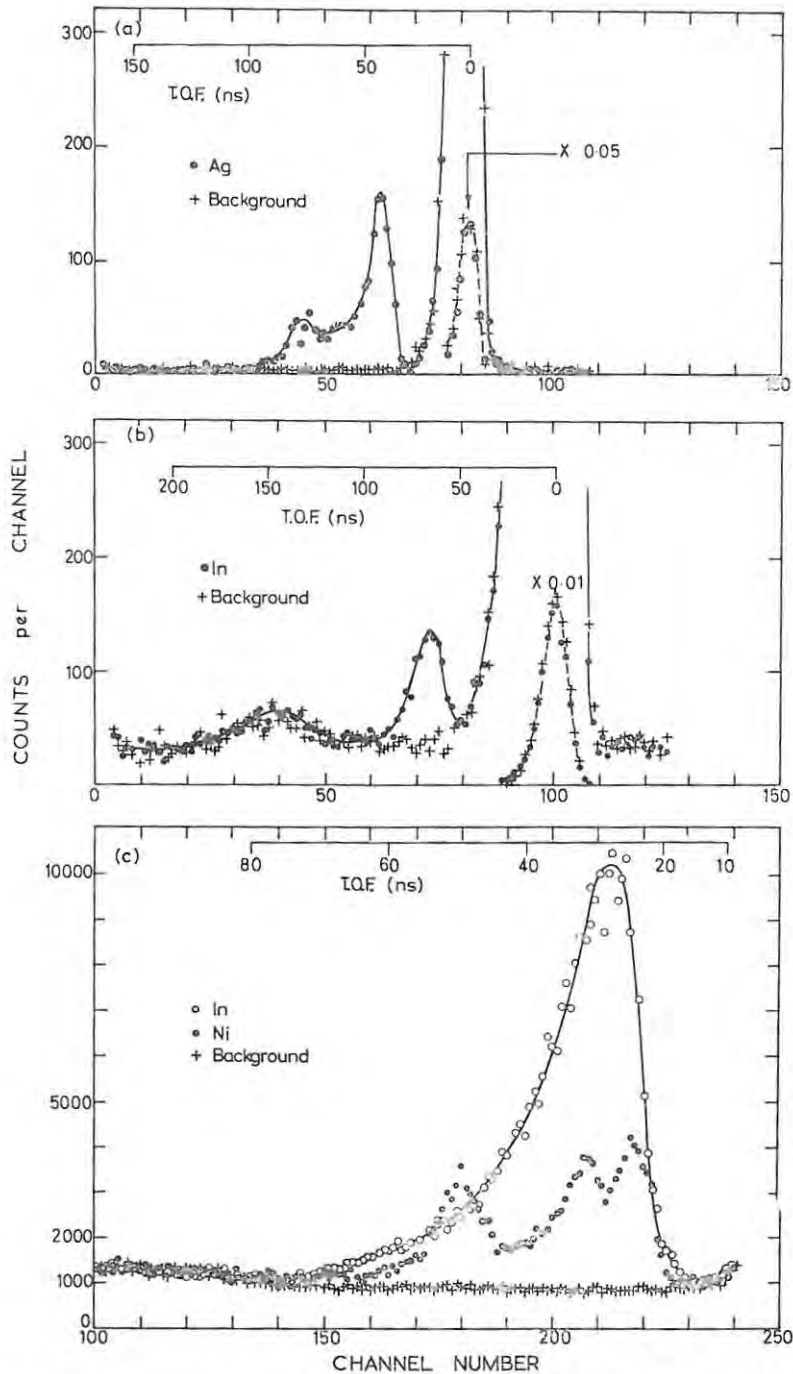 300
(a)
150 100 50 0
T.O.F. (ns)
200
X 0·05
Ag
+ Background
100
0
0 50 100 150
300
(b)
200 150 100 50 0
T.O.F. (ns)
200
In
X 0.01
+ Background
100
0 50 100 150
COUNTS per CHANNEL
(c)
80 60 40 20 10
T.O.F. (ns)
10000
In
Ni
+ Background
5000
2000
1000
0
100 150 200 250
CHANNEL NUMBER